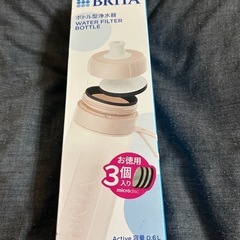 BRITA
ボトル型浄水器
WATER FILTER
BOTTLE
お徳用
3個
入り
microdisc
Active 容量 0.6L